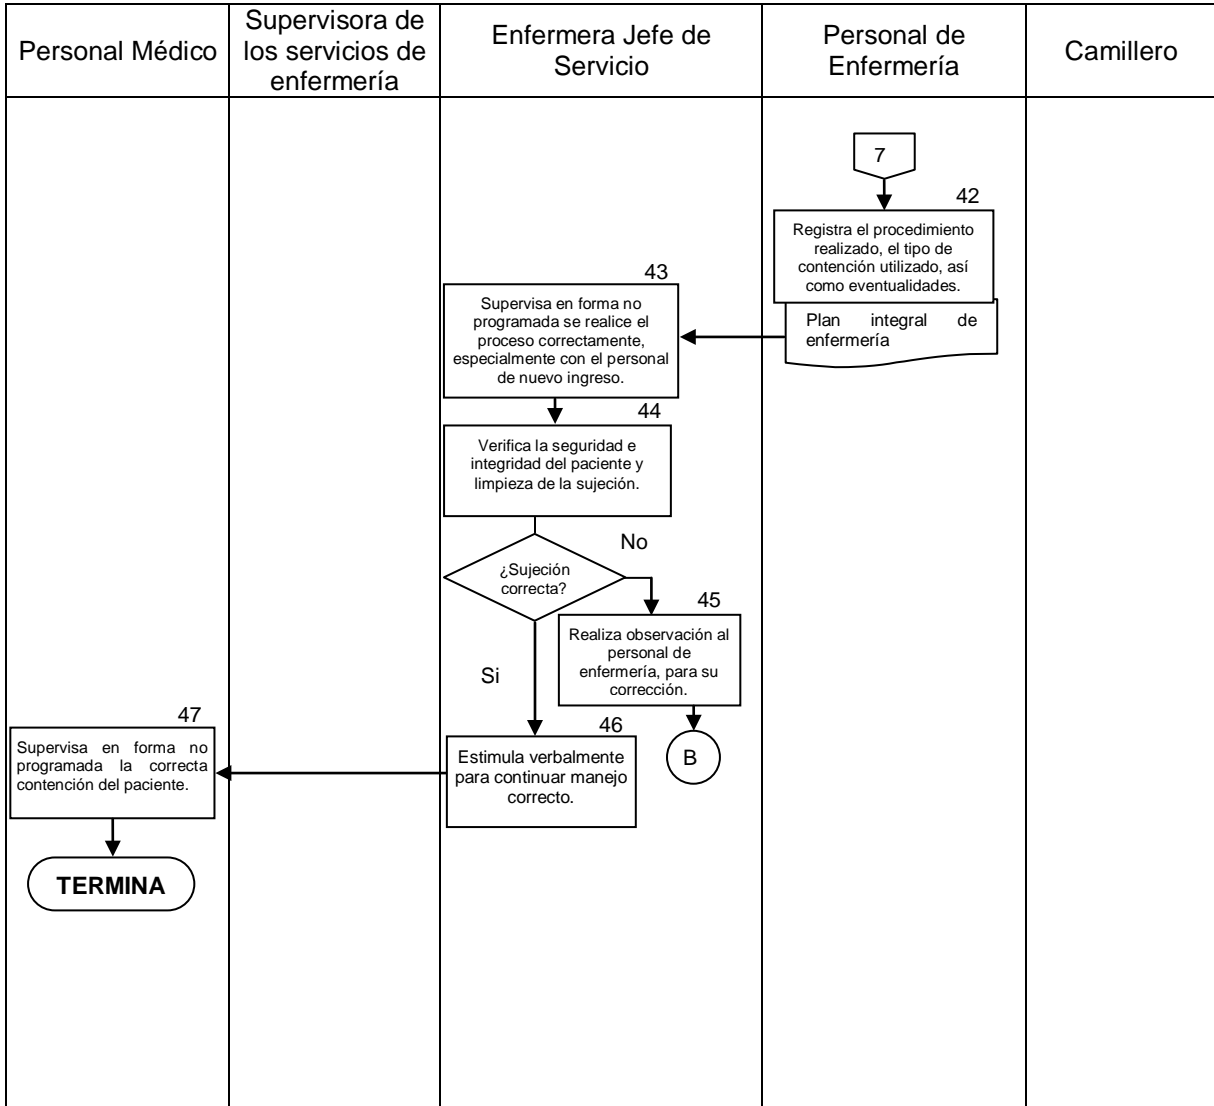 Personal Médico
Supervisora de
los servicios de
enfermería
Enfermera Jefe de
Servicio
Personal de
Enfermería
Camillero
7
42
Registra el procedimiento
realizado, el tipo de
contención utilizado, así
como eventualidades.
Plan integral de
enfermería
43
Supervisa en forma no
programada se realice el
proceso correctamente,
especialmente con el personal
de nuevo ingreso.
44
Verifica la seguridad e
integridad del paciente y
limpieza de la sujeción.
¿Sujeción
correcta?
No
45
Realiza observación al
personal de
enfermería, para su
corrección.
B
Si
46
Estimula verbalmente
para continuar manejo
correcto.
47
Supervisa en forma no
programada la correcta
contención del paciente.
TERMINA